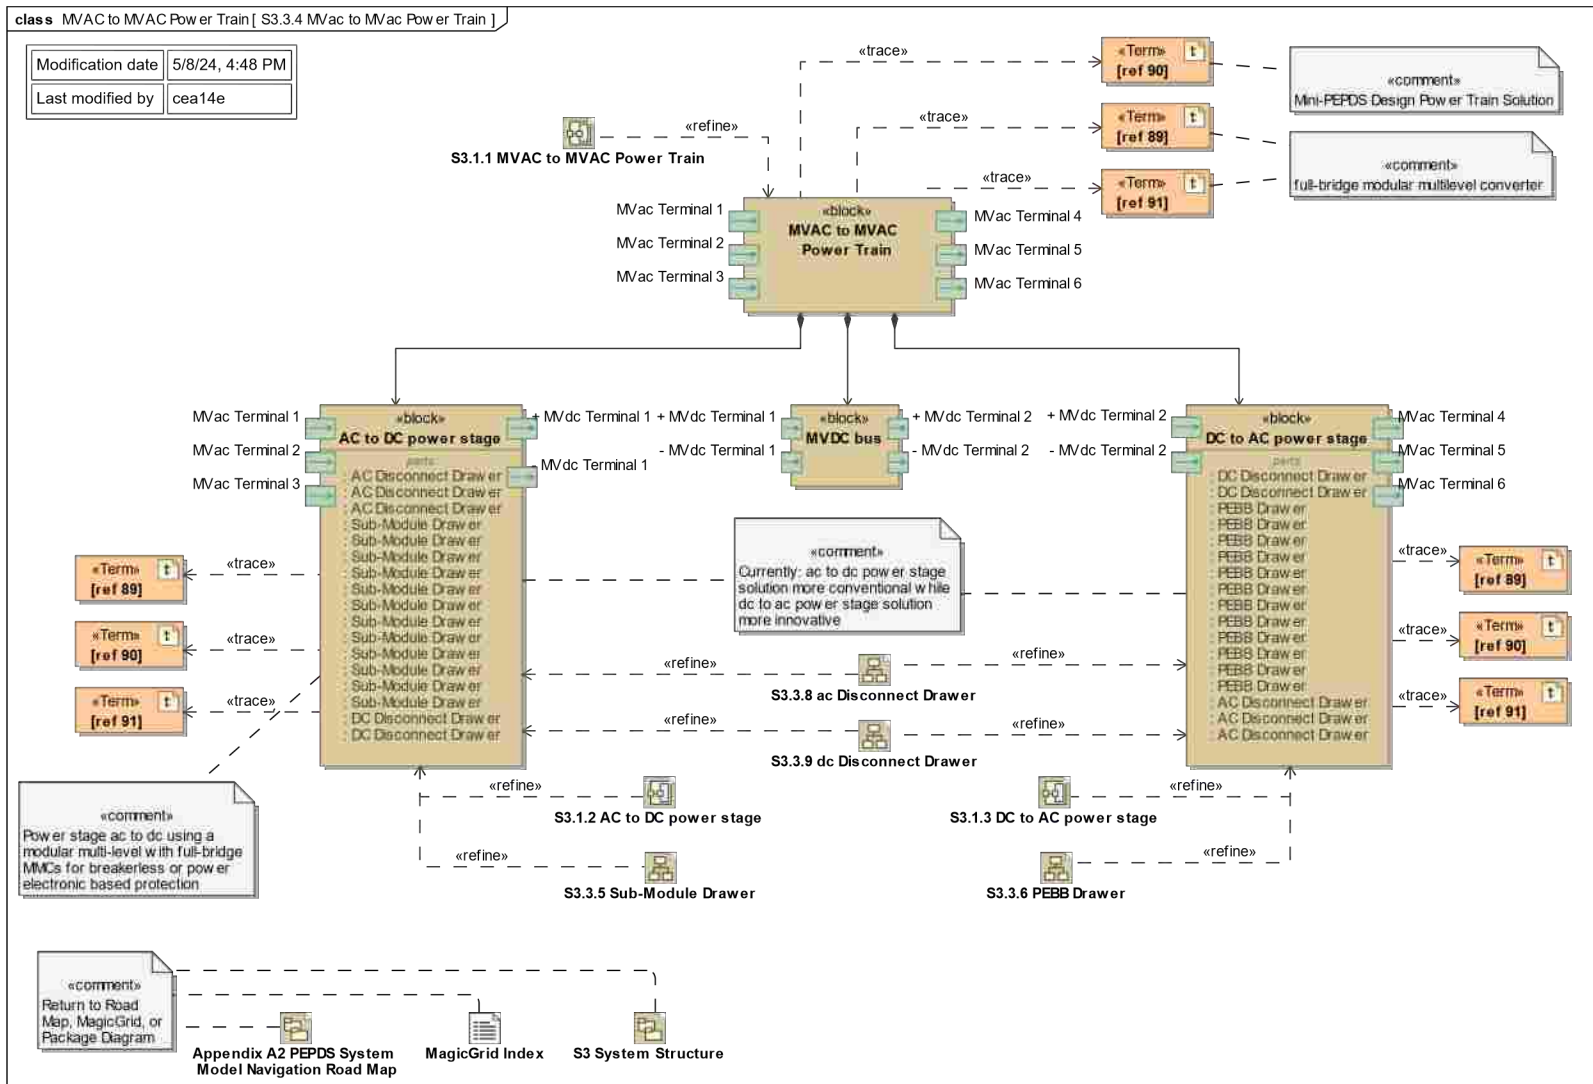 class MVAC to MVAC Power Train [ S3.3.4 MVac to MVac Power Train ]
Modification date 5/8/24, 4:48 PM
Last modified by cea14e
«refine»
S3.1.1 MVAC to MVAC Power Train
«trace»
«Term»
[ref 90]
«comment»
Mini-PEPDS Design Power Train Solution
«trace»
«Term»
[ref 89]
«trace»
«Term»
[ref 91]
«comment»
full-bridge modular multilevel converter
MVac Terminal 1
MVac Terminal 2
MVac Terminal 3
«block»
MVAC to MVAC
Power Train
MVac Terminal 4
MVac Terminal 5
MVac Terminal 6
MVac Terminal 1
MVac Terminal 2
MVac Terminal 3
«block»
AC to DC power stage
parts
: AC Disconnect Drawer
: AC Disconnect Drawer
: AC Disconnect Drawer
: Sub-Module Drawer
: Sub-Module Drawer
: Sub-Module Drawer
: Sub-Module Drawer
: Sub-Module Drawer
: Sub-Module Drawer
: Sub-Module Drawer
: Sub-Module Drawer
: Sub-Module Drawer
: Sub-Module Drawer
: Sub-Module Drawer
: Sub-Module Drawer
: DC Disconnect Drawer
: DC Disconnect Drawer
+ MVdc Terminal 1
- MVdc Terminal 1
+ MVdc Terminal 1
- MVdc Terminal 1
«block»
MVDC bus
+ MVdc Terminal 2
- MVdc Terminal 2
+ MVdc Terminal 2
- MVdc Terminal 2
«block»
DC to AC power stage
parts
: DC Disconnect Drawer
: DC Disconnect Drawer
: PEBB Drawer
: PEBB Drawer
: PEBB Drawer
: PEBB Drawer
: PEBB Drawer
: PEBB Drawer
: PEBB Drawer
: PEBB Drawer
: PEBB Drawer
: PEBB Drawer
: PEBB Drawer
: PEBB Drawer
: AC Disconnect Drawer
: AC Disconnect Drawer
: AC Disconnect Drawer
MVac Terminal 4
MVac Terminal 5
MVac Terminal 6
«trace»
«Term»
[ref 89]
«trace»
«Term»
[ref 90]
«trace»
«Term»
[ref 91]
«comment»
Currently: ac to dc power stage
solution more conventional while
dc to ac power stage solution
more innovative
«trace»
«Term»
[ref 89]
«trace»
«Term»
[ref 90]
«trace»
«Term»
[ref 91]
«refine»
«refine»
S3.3.8 ac Disconnect Drawer
«refine»
«refine»
S3.3.9 dc Disconnect Drawer
«comment»
Power stage ac to dc using a
modular multi-level with full-bridge
MMCs for breakerless or power
electronic based protection
«refine»
S3.1.2 AC to DC power stage
«refine»
S3.3.5 Sub-Module Drawer
«refine»
S3.1.3 DC to AC power stage
«refine»
S3.3.6 PEBB Drawer
«comment»
Return to Road
Map, MagicGrid, or
Package Diagram
Appendix A2 PEPDS System
Model Navigation Road Map
MagicGrid Index
S3 System Structure